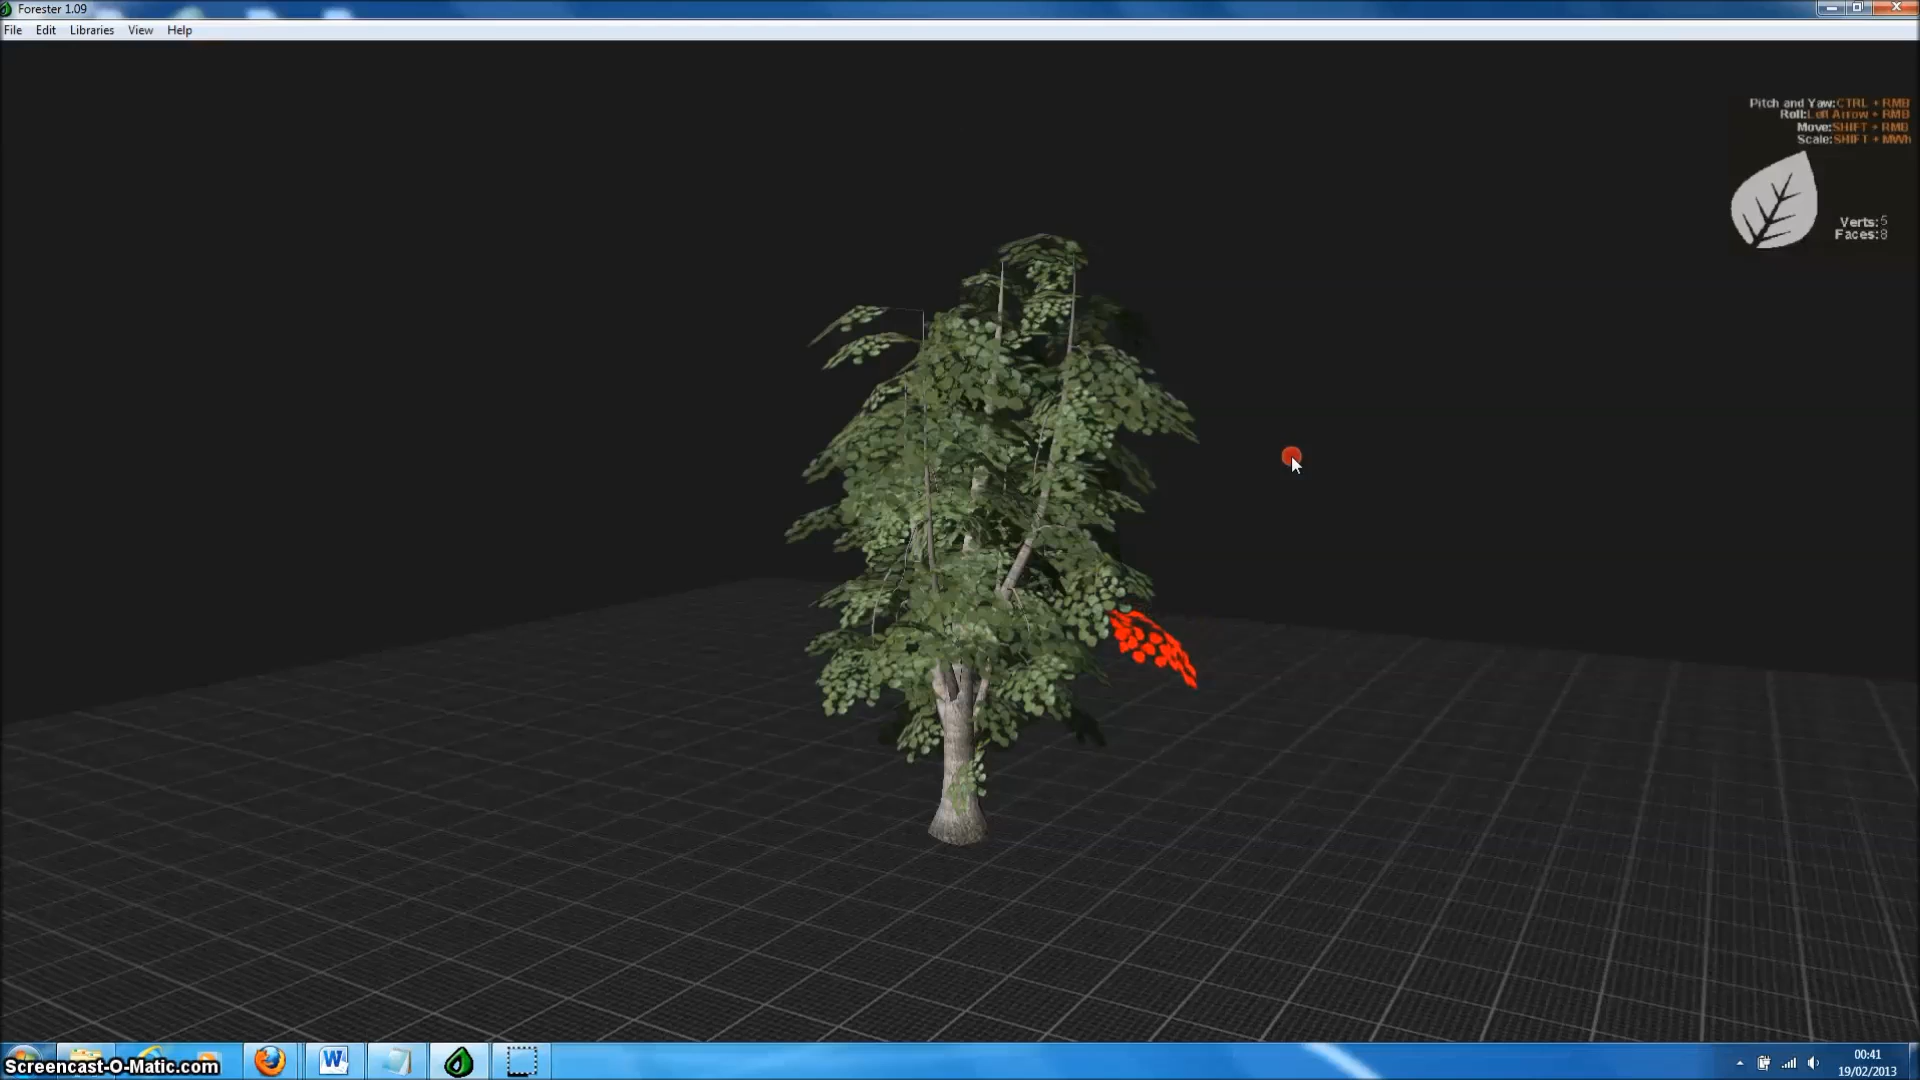 Forester 1.09
File Edit Libraries View Help
Pitch and Yaw:CTRL + RMB
Roll:Left Arrow + RMB
Move:SHIFT + RMB
Scale:SHIFT + MWh
Verts:5
Faces:8
Screencast-O-Matic.com
00:41
19/02/2013